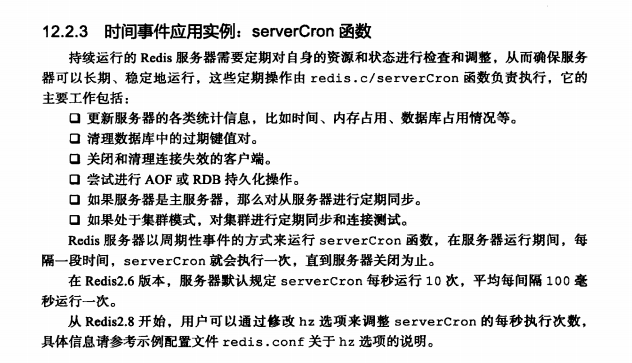 12.2.3 时间事件应用实例：serverCron 函数
持续运行的 Redis 服务器需要定期对自身的资源和状态进行检查和调整，从而确保服务
器可以长期、稳定地运行，这些定期操作由 redis.c/serverCron 函数负责执行，它的
主要工作包括：
❑ 更新服务器的各类统计信息，比如时间、内存占用、数据库占用情况等。
❑ 清理数据库中的过期键值对。
❑ 关闭和清理连接失效的客户端。
❑ 尝试进行 AOF 或 RDB 持久化操作。
❑ 如果服务器是主服务器，那么对从服务器进行定期同步。
❑ 如果处于集群模式，对集群进行定期同步和连接测试。
Redis 服务器以周期性事件的方式来运行 serverCron 函数，在服务器运行期间，每
隔一段时间，serverCron 就会执行一次，直到服务器关闭为止。
在 Redis2.6 版本，服务器默认规定 serverCron 每秒运行 10 次，平均每间隔 100 毫
秒运行一次。
从 Redis2.8 开始，用户可以通过修改 hz 选项来调整 serverCron 的每秒执行次数，
具体信息请参考示例配置文件 redis.conf 关于 hz 选项的说明。